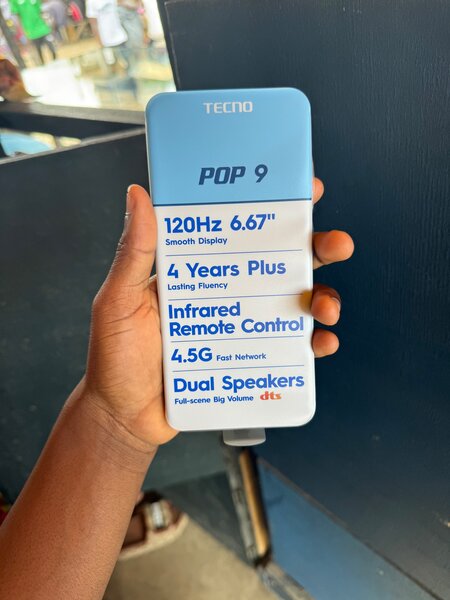 TECNO
POP 9
120Hz 6.67"
Smooth Display
4 Years Plus
Lasting Fluency
Infrared
Remote Control
4.5G Fast Network
Dual Speakers
Full-scene Big Volume dts